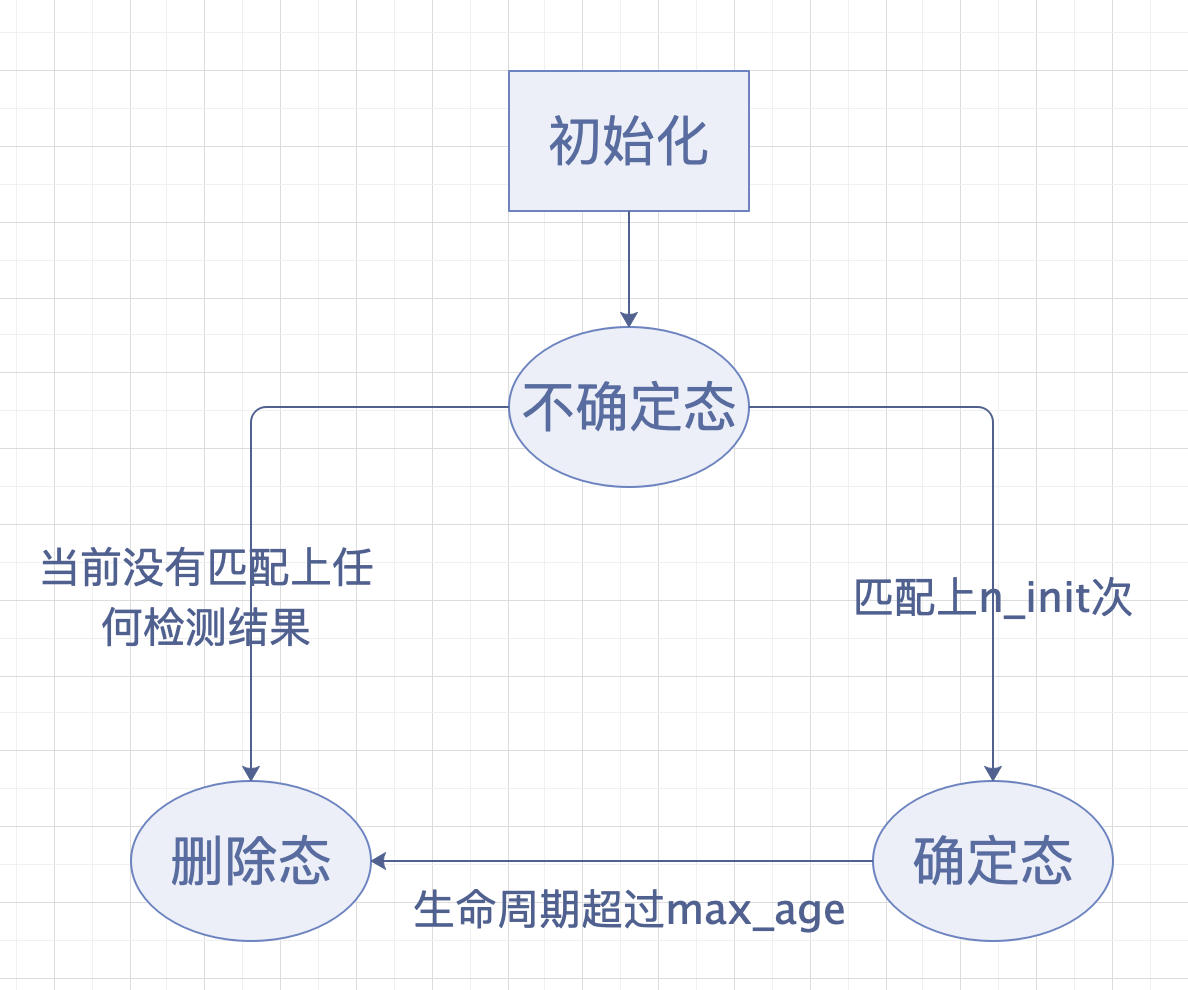 初始化
不确定态
当前没有匹配上任
何检测结果
匹配上n_init次
删除态
确定态
生命周期超过max_age